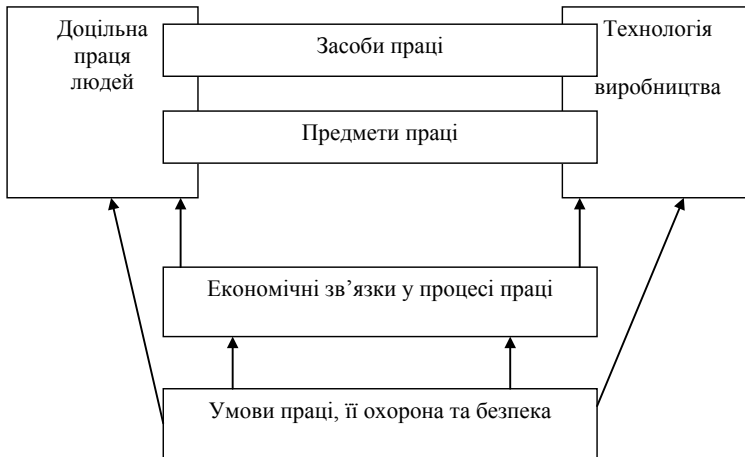 Доцільна
праця
людей
Засоби праці
Технологія
виробництва
Предмети праці
Економічні зв’язки у процесі праці
Умови праці, її охорона та безпека